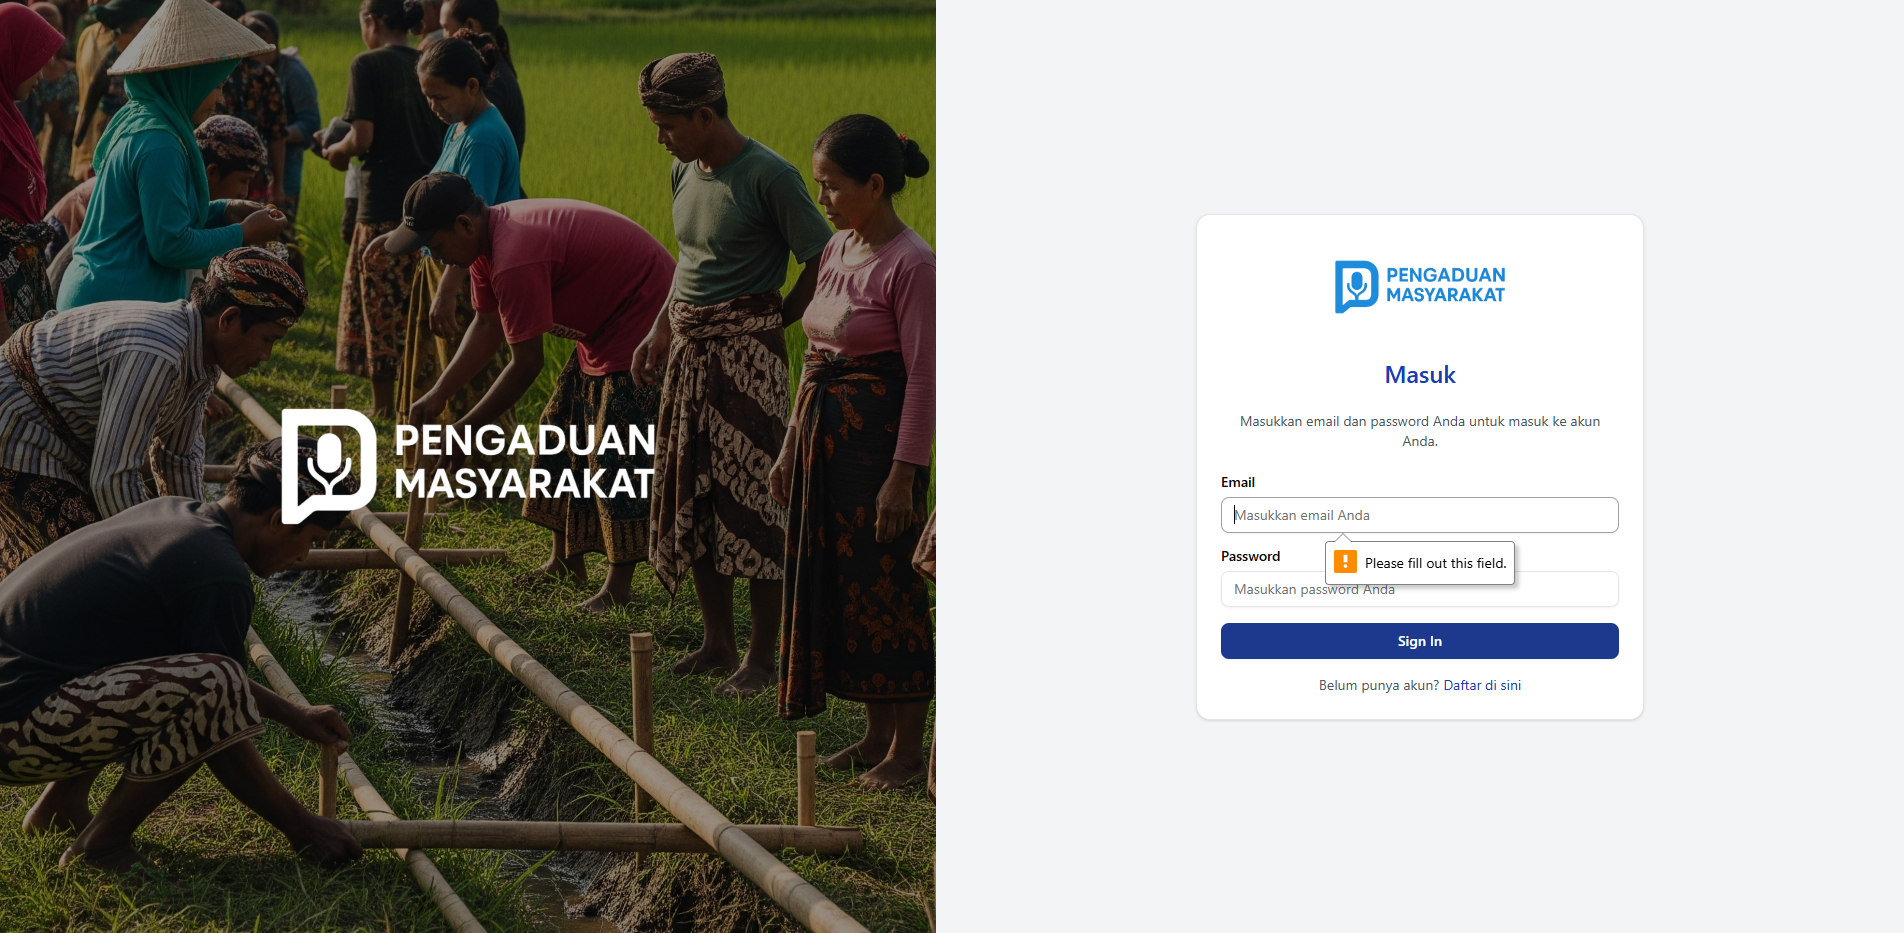 PENGADUAN
MASYARAKAT
PENGADUAN
MASYARAKAT
Masuk
Masukkan email dan password Anda untuk masuk ke akun
Anda.
Email
Masukkan email Anda
Password
Please fill out this field.
Masukkan password Anda
Sign In
Belum punya akun? Daftar di sini